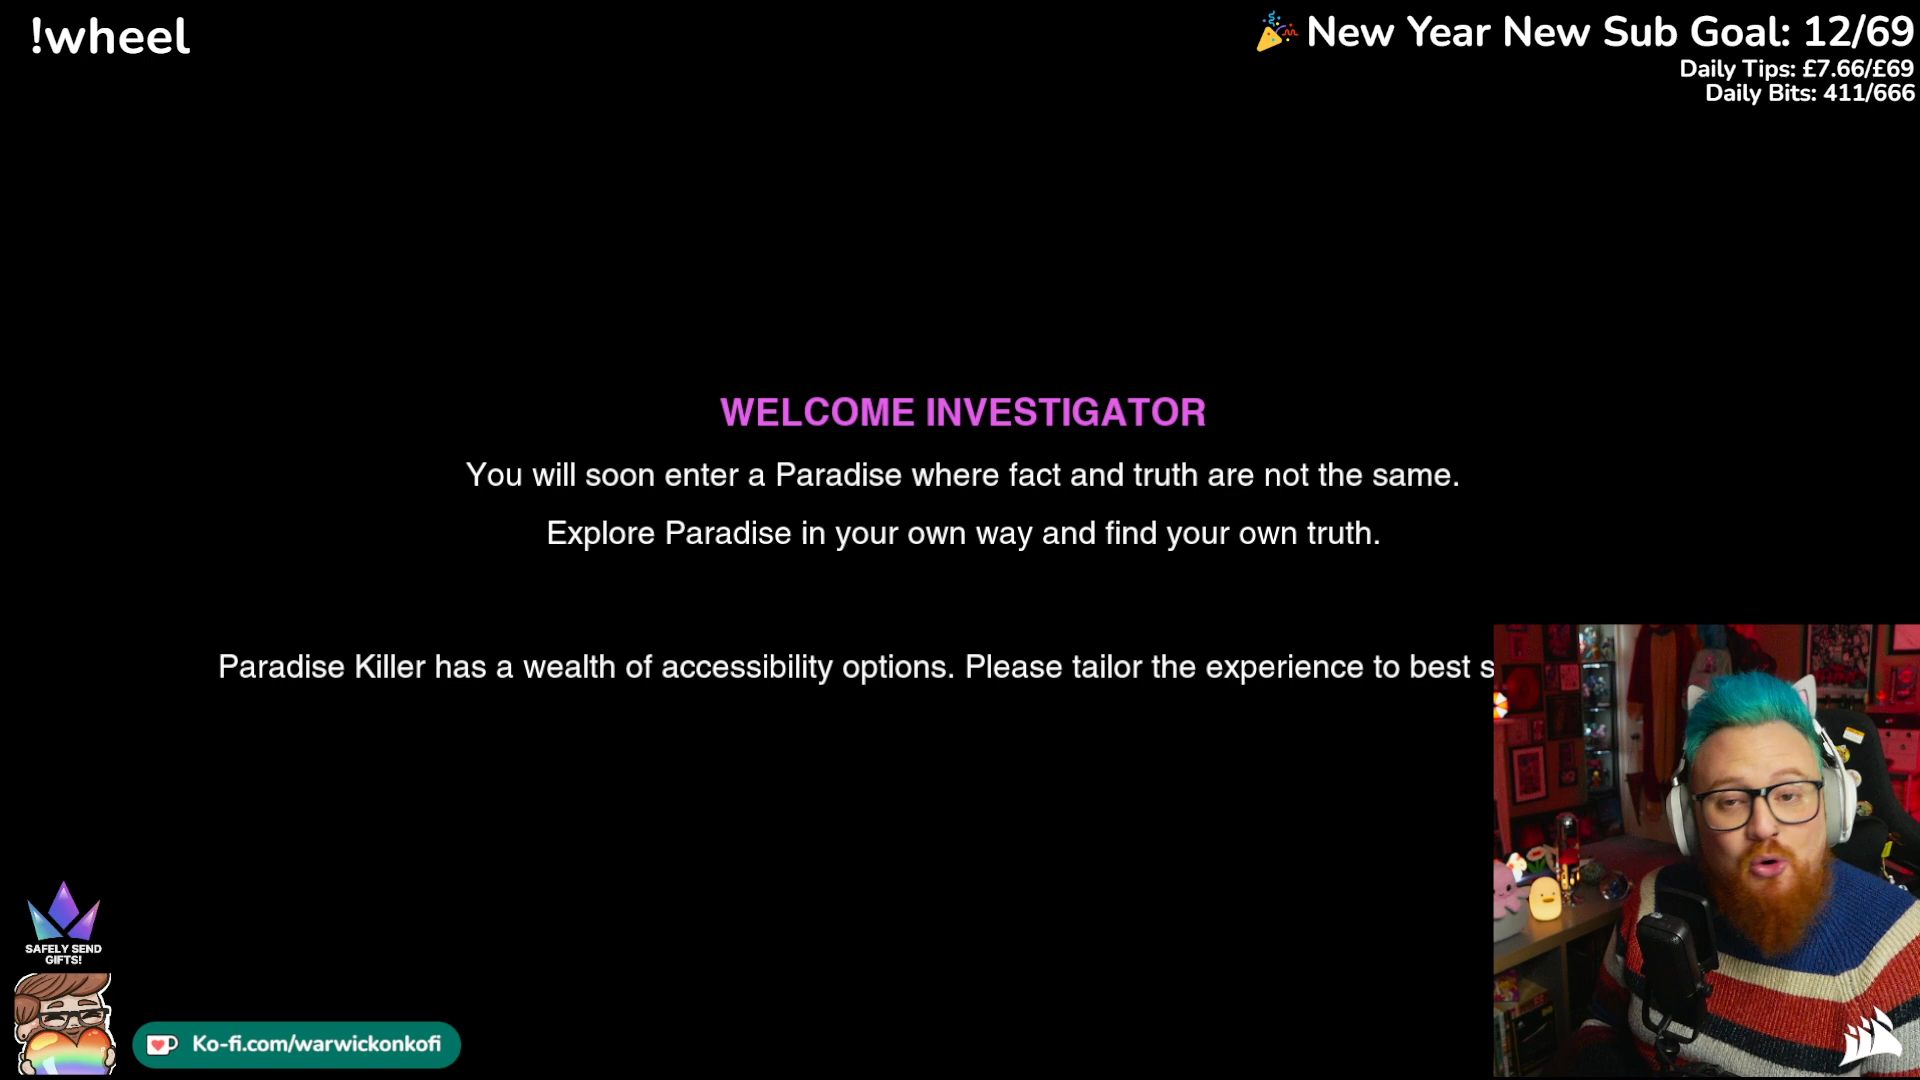 !wheel
🎉 New Year New Sub Goal: 12/69
Daily Tips: £7.66/£69
Daily Bits: 411/666
WELCOME INVESTIGATOR
You will soon enter a Paradise where fact and truth are not the same.
Explore Paradise in your own way and find your own truth.
Paradise Killer has a wealth of accessibility options. Please tailor the experience to best s
SAFELY SEND
GIFTS!
Ko-fi.com/warwickonkofi